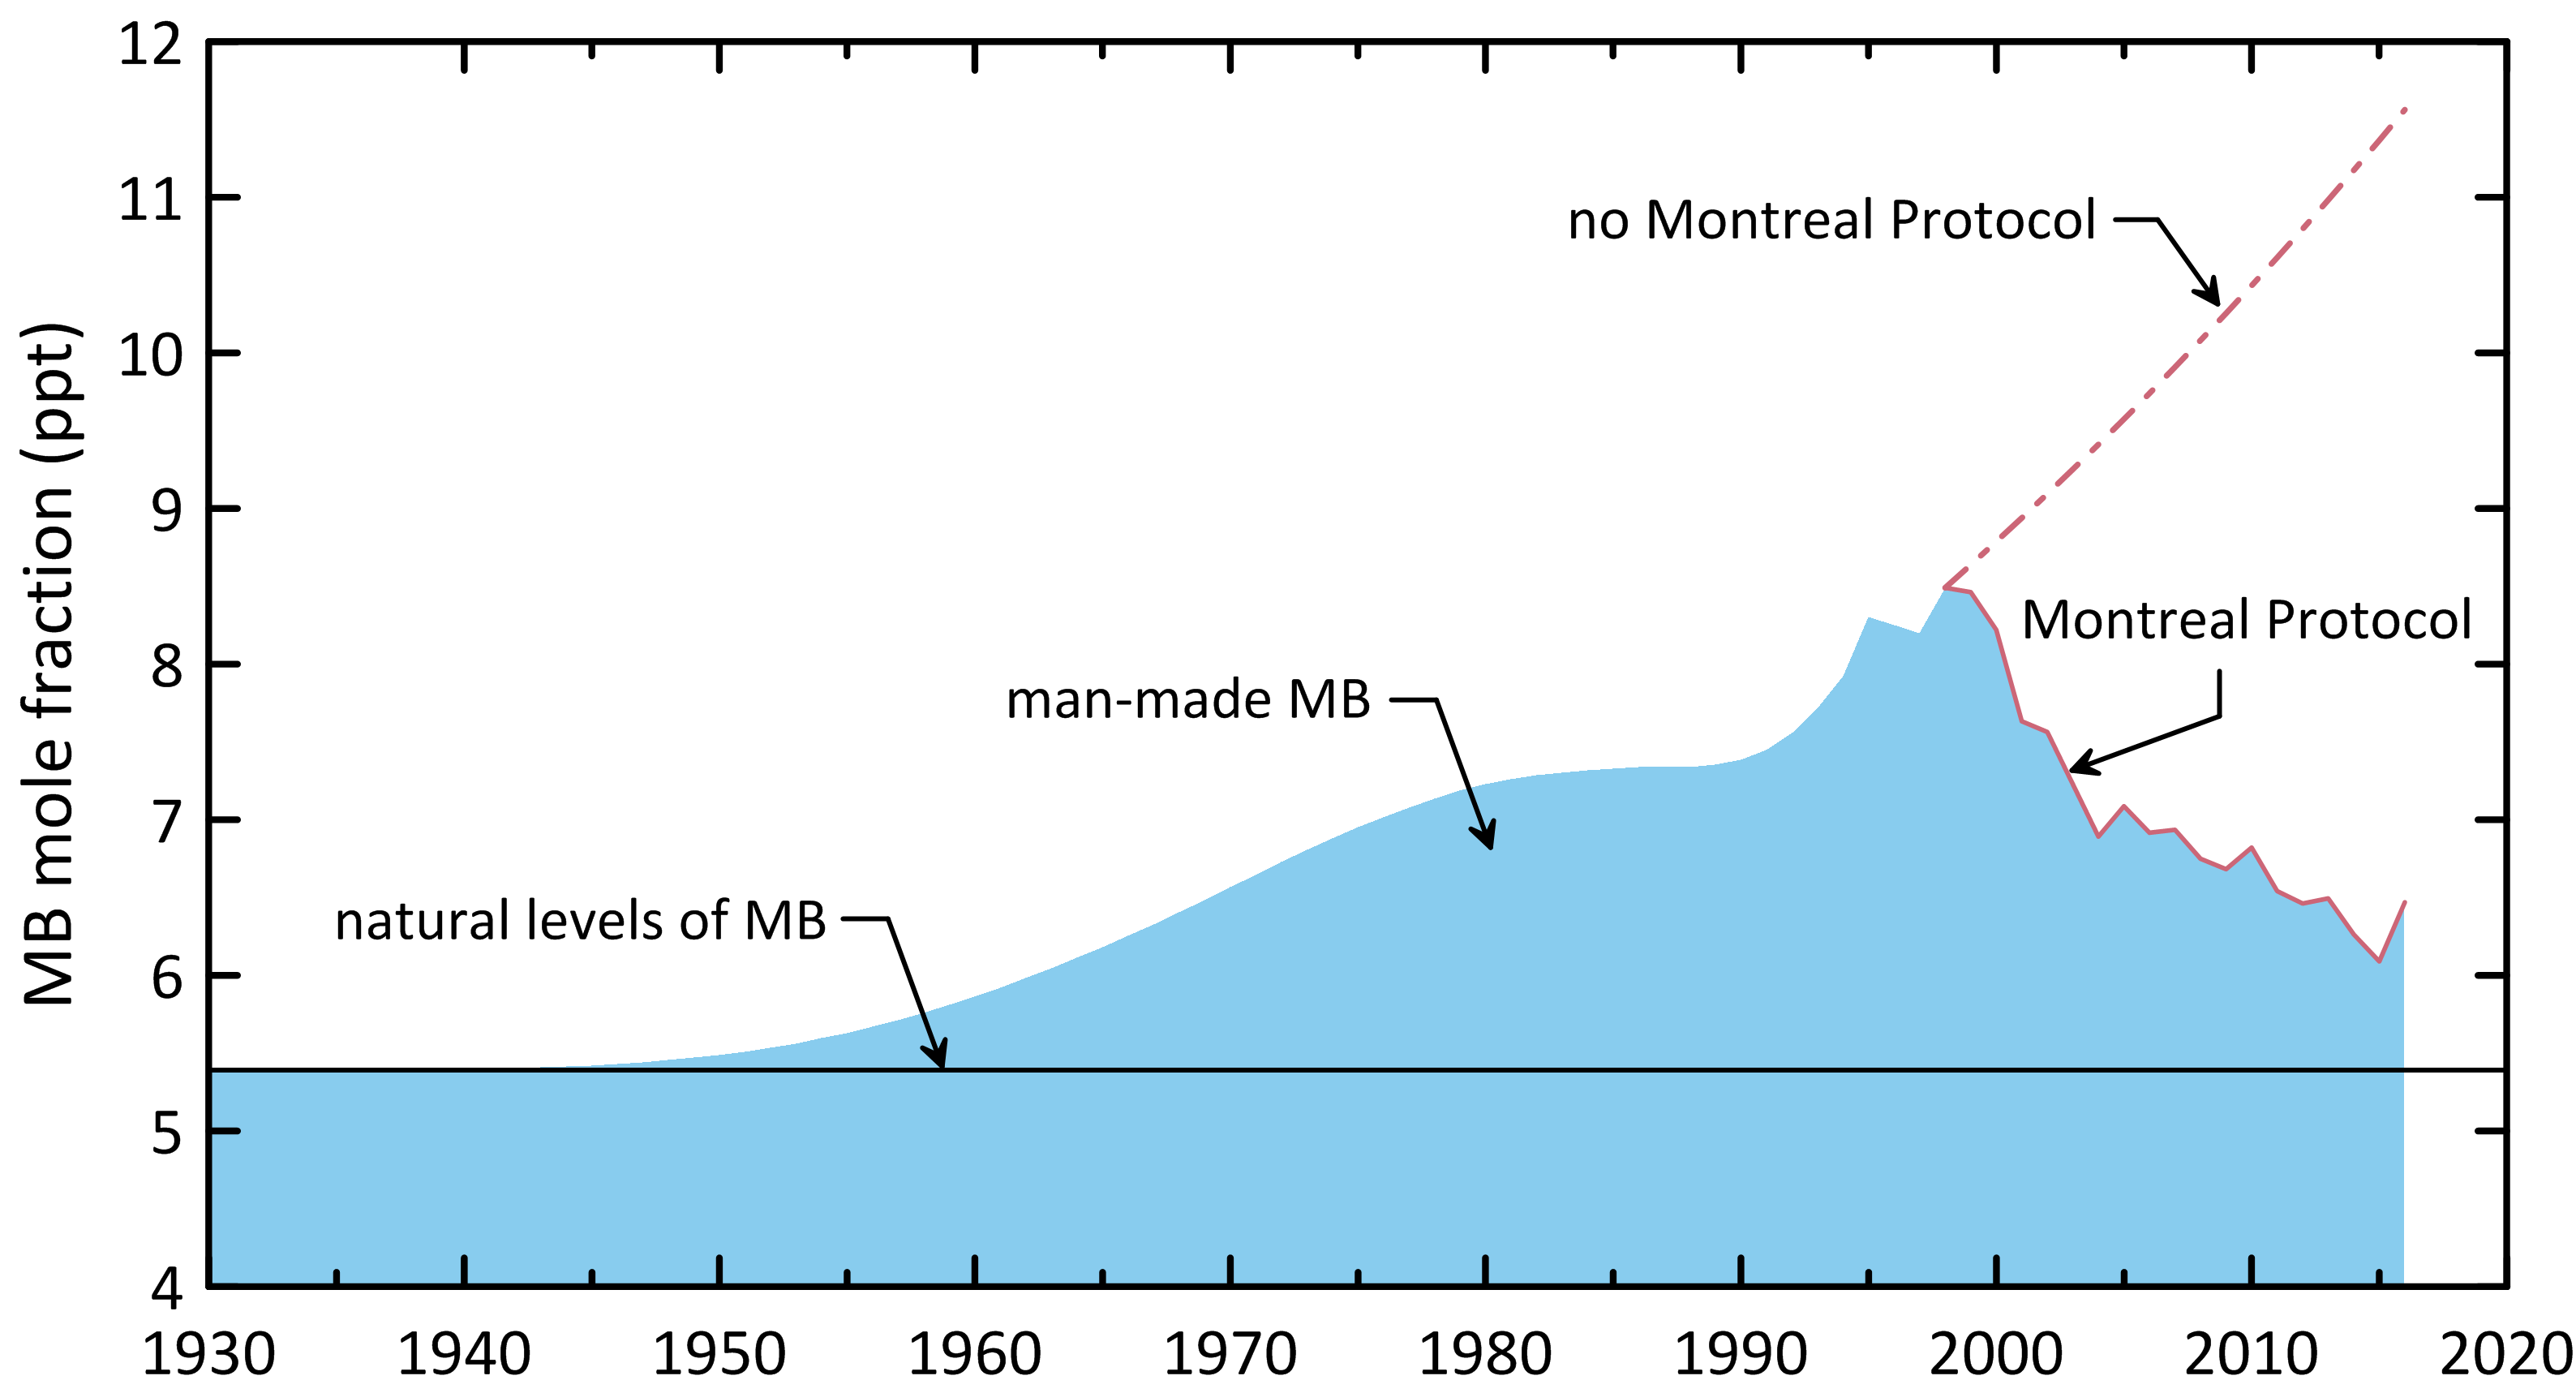 12
11
10
9
8
7
6
5
4
MB mole fraction (ppt)
no Montreal Protocol
Montreal Protocol
man-made MB
natural levels of MB
1930 1940 1950 1960 1970 1980 1990 2000 2010 2020